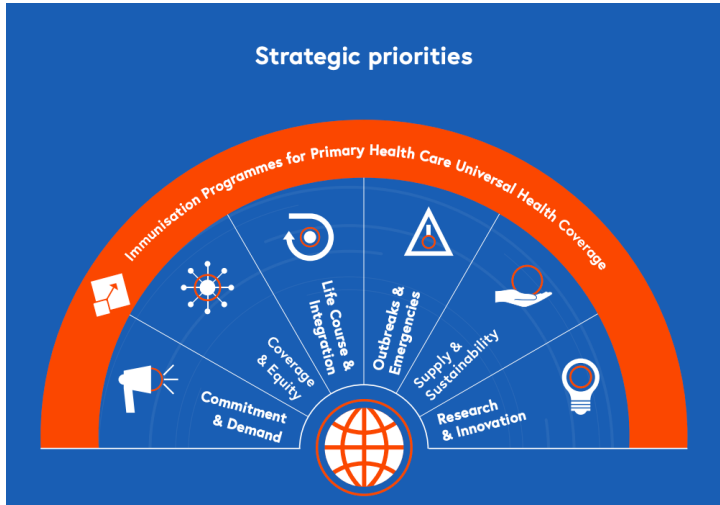 Strategic priorities
Immunisation Programmes for Primary Health Care Universal Health Coverage
Commitment
& Demand
Coverage
& Equity
Life Course &
Integration
Outbreaks &
Emergencies
Supply &
Sustainability
Research
& Innovation